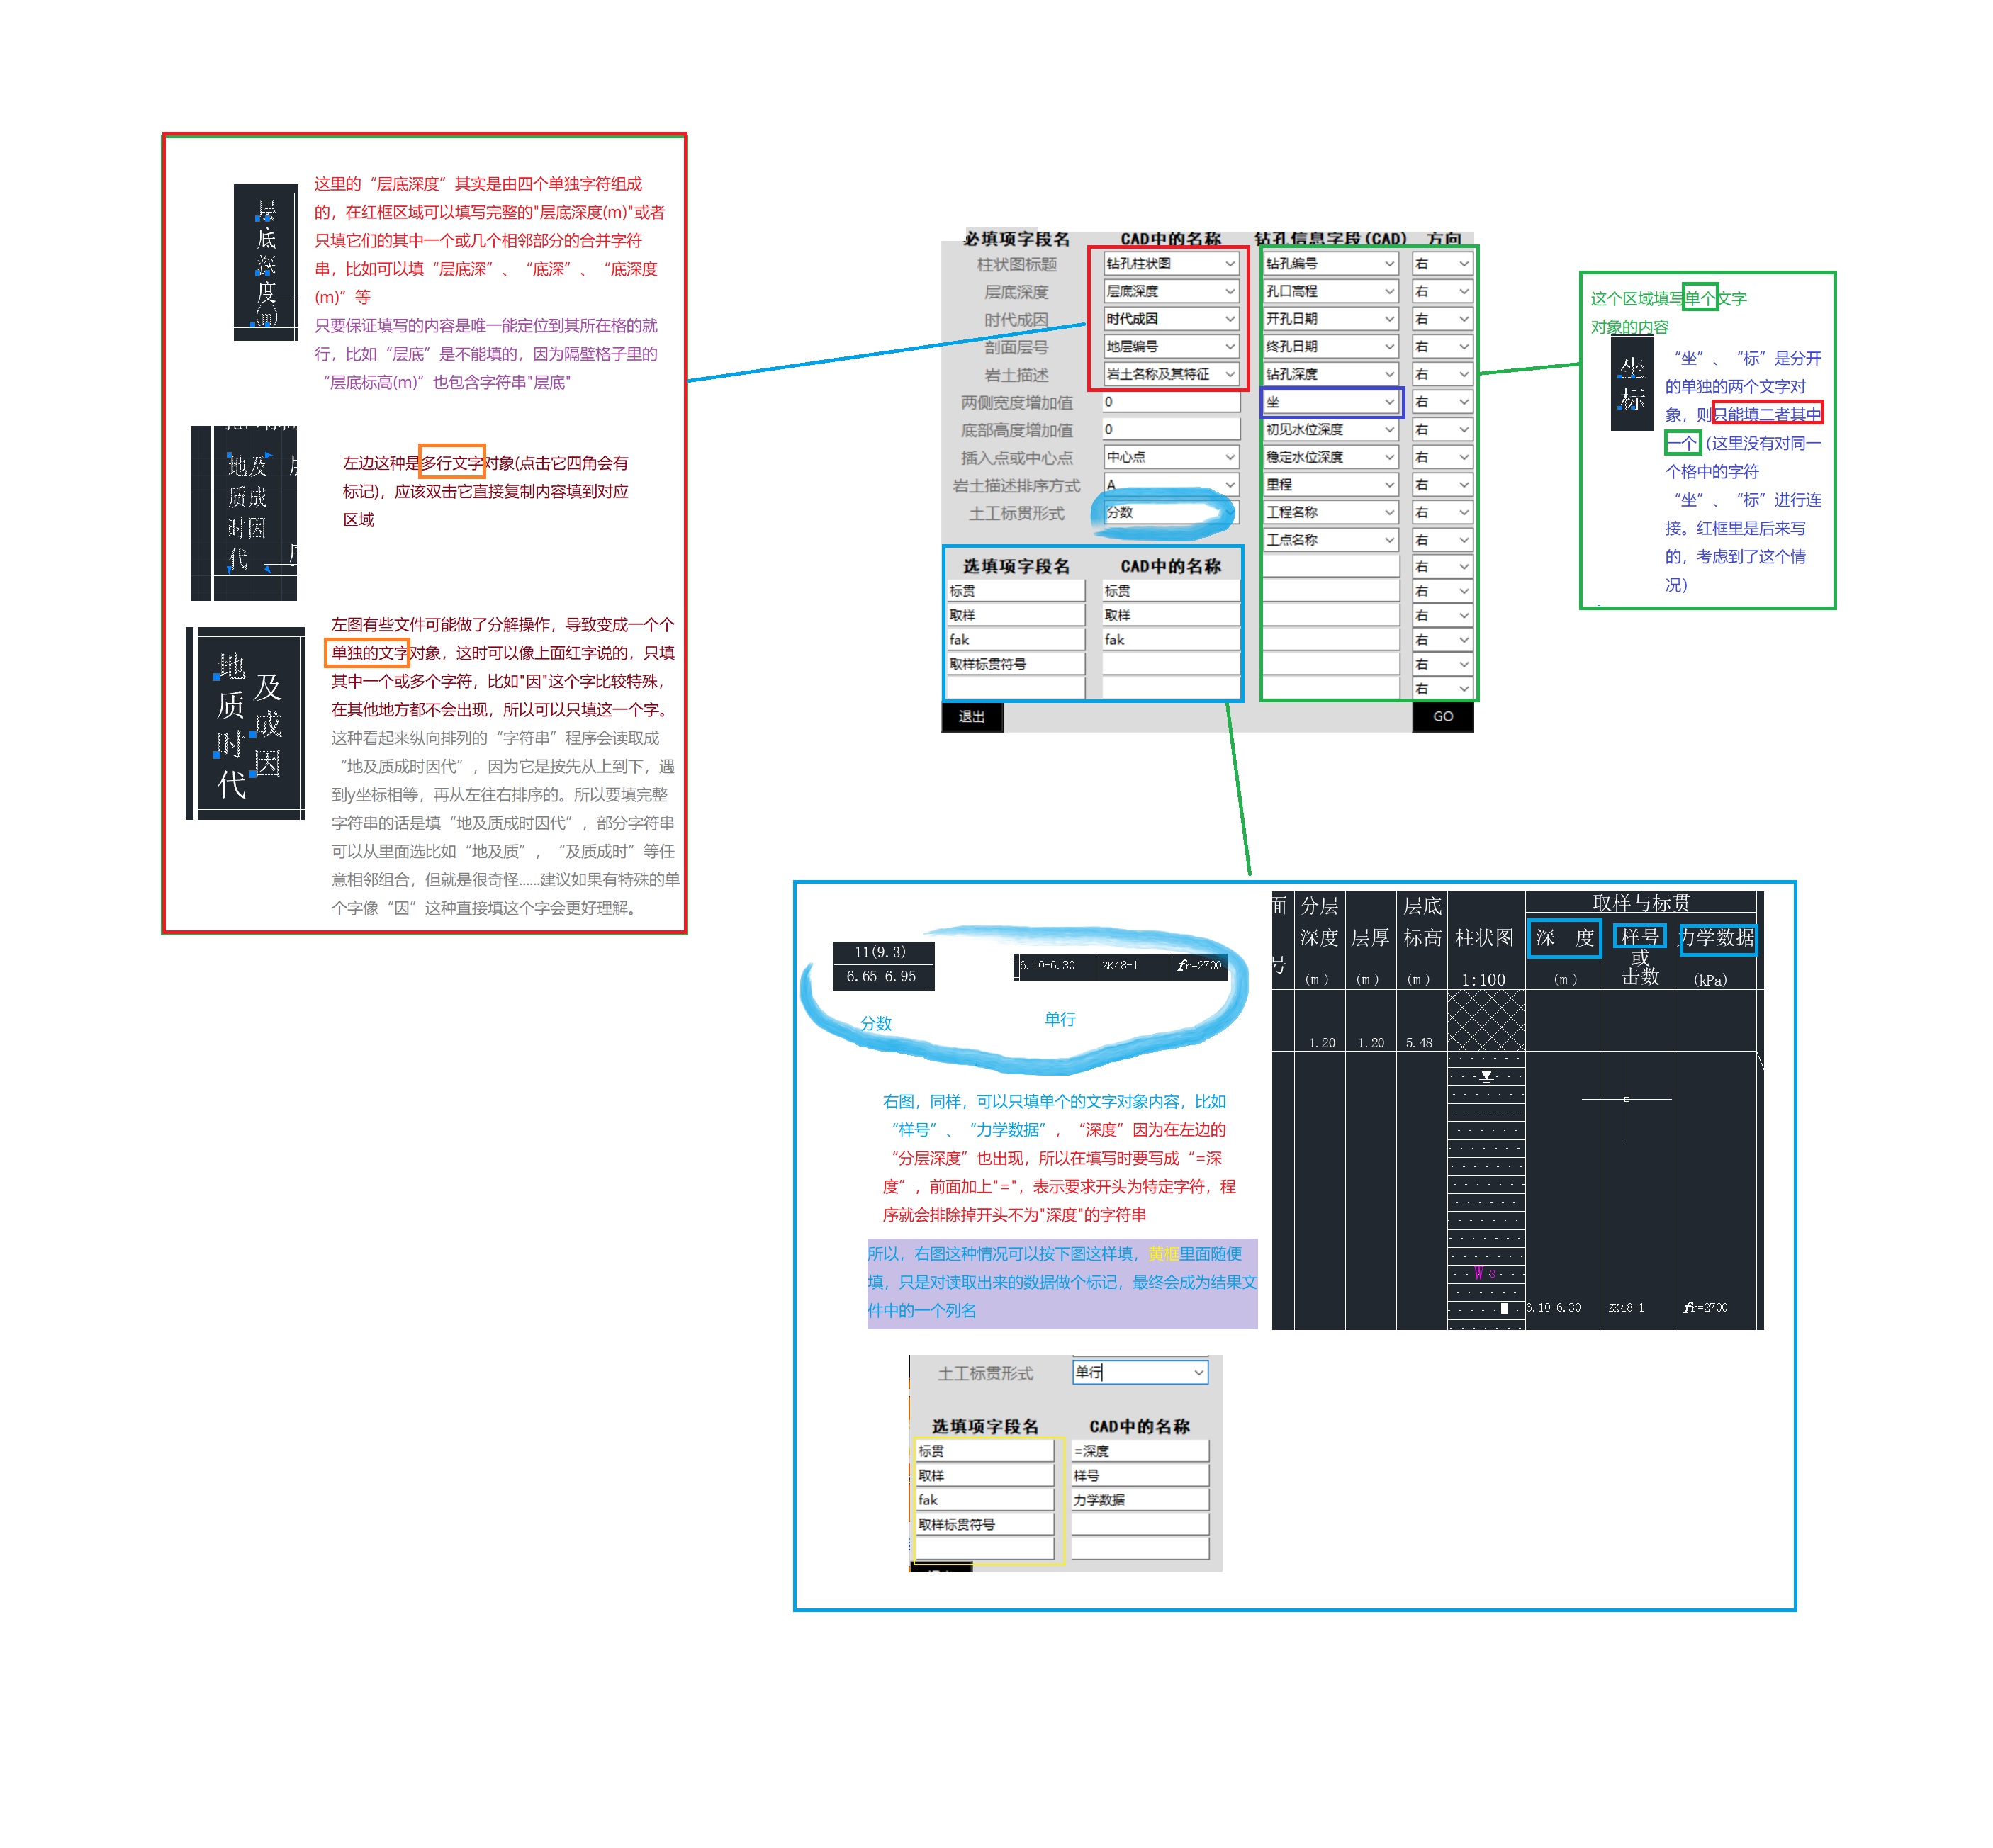 层
底
深
度
(m)
这里的“层底深度”其实是由四个单独字符组成
的，在红框区域可以填写完整的"层底深度(m)"或者
只填它们的其中一个或几个相邻部分的合并字符
串，比如可以填“层底深”、“底深”、“底深度
(m)”等
只要保证填写的内容是唯一能定位到其所在格的就
行，比如“层底”是不能填的，因为隔壁格子里的
“层底标高(m)”也包含字符串"层底"
地及
质成
时因
代
左边这种是多行文字对象(点击它四角会有
标记)，应该双击它直接复制内容填到对应
区域
地
及
质
成
时
因
代
左图有些文件可能做了分解操作，导致变成一个个
单独的文字对象，这时可以像上面红字说的，只填
其中一个或多个字符，比如"因"这个字比较特殊，
在其他地方都不会出现，所以可以只填这一个字。
这种看起来纵向排列的“字符串”程序会读取成
“地及质成时因代”，因为它是按先从上到下，遇
到y坐标相等，再从左往右排序的。所以要填完整
字符串的话是填“地及质成时因代”，部分字符串
可以从里面选比如“地及质”，“及质成时”等任
意相邻组合，但就是很奇怪......建议如果有特殊的单
个字像“因”这种直接填这个字会更好理解。
必填项字段名 CAD中的名称 钻孔信息字段(CAD) 方向
柱状图标题 钻孔柱状图 钻孔编号 右
层底深度 层底深度 孔口高程 右
时代成因 时代成因 开孔日期 右
剖面层号 地层编号 终孔日期 右
岩土描述 岩土名称及其特征 钻孔深度 右
两侧宽度增加值 0 坐 右
底部高度增加值 0 初见水位深度 右
插入点或中心点 中心点 稳定水位深度 右
岩土描述排序方式 A 里程 右
土工标贯形式 分数 工程名称 右
工点名称 右
选填项字段名 CAD中的名称 右
标贯 标贯 右
取样 取样 右
fak fak 右
取样标贯符号 右
右
退出 GO
这个区域填写单个文字
对象的内容
坐
标
“坐”、“标”是分开
的单独的两个文字对
象，则只能填二者其中
一个（这里没有对同一
个格中的字符
“坐”、“标”进行连
接。红框里是后来写
的，考虑到了这个情
况）
11(9.3)
6.65-6.95
分数
6.10-6.30 ZK48-1 fr=2700
单行
右图，同样，可以只填单个的文字对象内容，比如
“样号”、“力学数据”，“深度”因为在左边的
“分层深度”也出现，所以在填写时要写成“=深
度”，前面加上"="，表示要求开头为特定字符，程
序就会排除掉开头不为"深度"的字符串
所以，右图这种情况可以按下图这样填，黄框里面随便
填，只是对读取出来的数据做个标记，最终会成为结果文
件中的一个列名
面 分层 层底 取样与标贯
深度 层厚 标高 柱状图 深 度 样号 力学数据
或
号 (m) (m) (m) 1:100 (m) 击数 (kPa)
1.20 1.20 5.48
W 3
6.10-6.30 ZK48-1 fr=2700
土工标贯形式 单行
选填项字段名 CAD中的名称
标贯 =深度
取样 样号
fak 力学数据
取样标贯符号